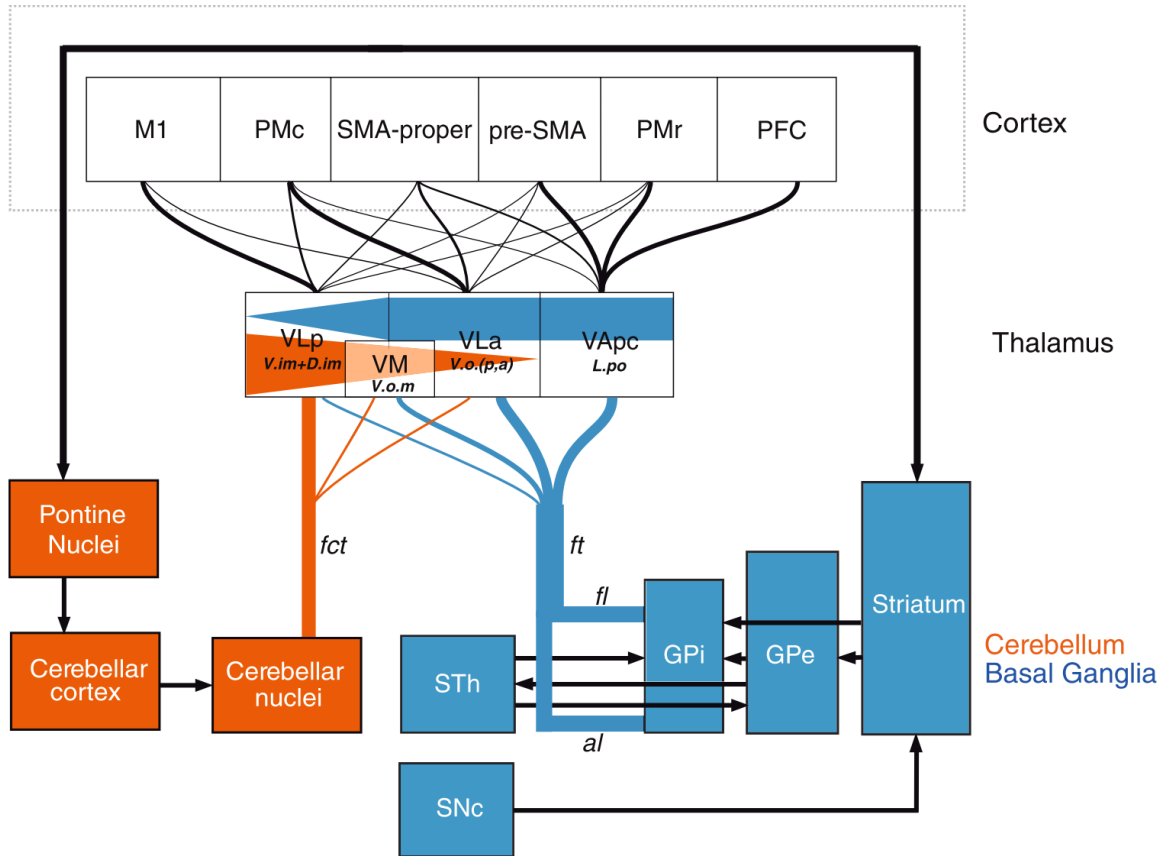 M1
PMc
SMA-proper
pre-SMA
PMr
PFC
Cortex
VLp
V.im+D.im
VM
V.o.m
VLa
V.o.(p,a)
VApc
L.po
Thalamus
Pontine
Nuclei
fct
ft
fl
Striatum
GPe
GPi
STh
Cerebellar
cortex
Cerebellar
nuclei
al
Cerebellum
Basal Ganglia
SNc